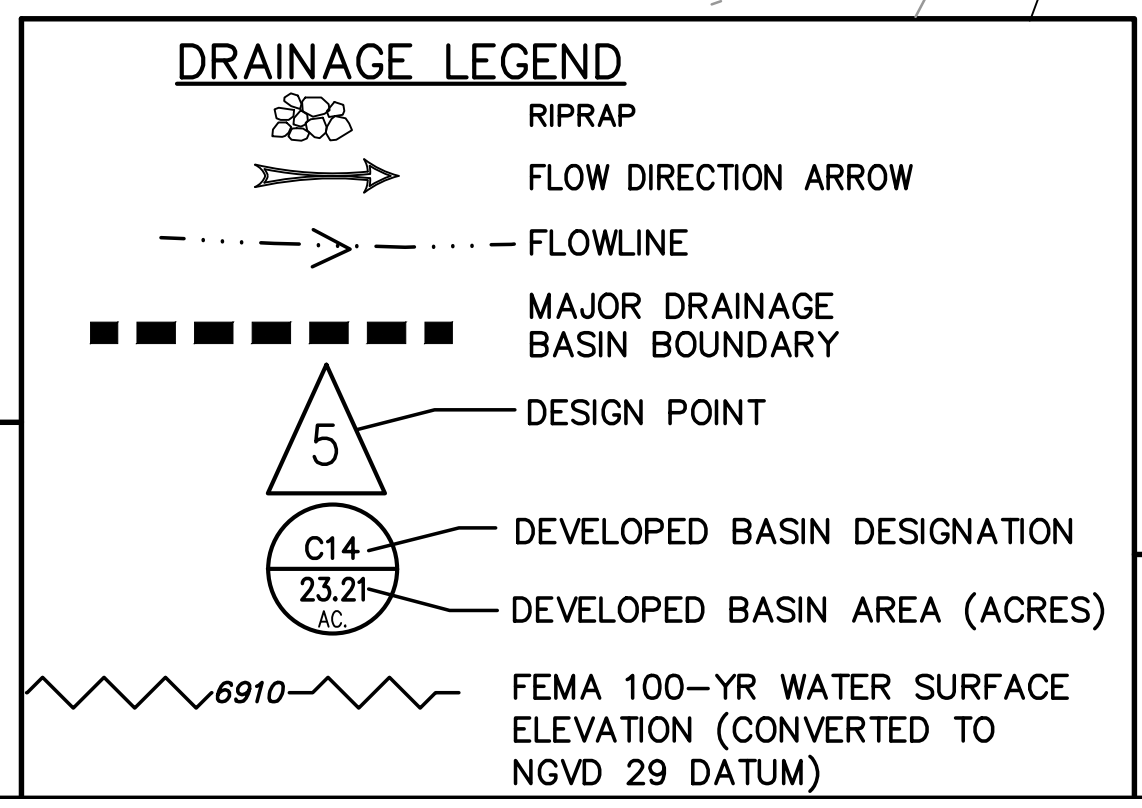 DRAINAGE LEGEND
RIPRAP
FLOW DIRECTION ARROW
FLOWLINE
MAJOR DRAINAGE
BASIN BOUNDARY
5
DESIGN POINT
C14
DEVELOPED BASIN DESIGNATION
23.21
AC.
DEVELOPED BASIN AREA (ACRES)
6910
FEMA 100-YR WATER SURFACE
ELEVATION (CONVERTED TO
NGVD 29 DATUM)